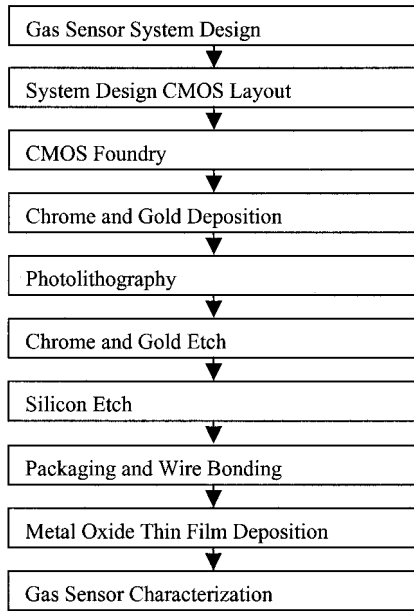 Gas Sensor System Design
System Design CMOS Layout
CMOS Foundry
Chrome and Gold Deposition
Photolithography
Chrome and Gold Etch
Silicon Etch
Packaging and Wire Bonding
Metal Oxide Thin Film Deposition
Gas Sensor Characterization